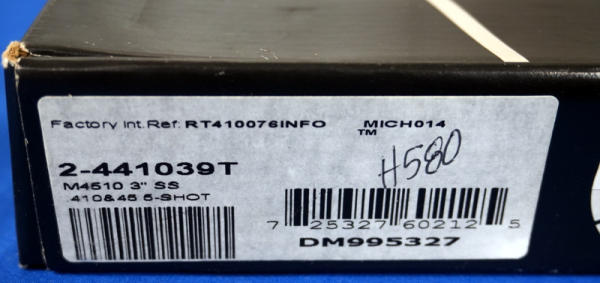 Factory Int.Ref: RT410076INFO MICH014
TM
2-441039T
H580
M4510 3" SS
.410&45 5-SHOT
7 25327 60212 5
DM995327